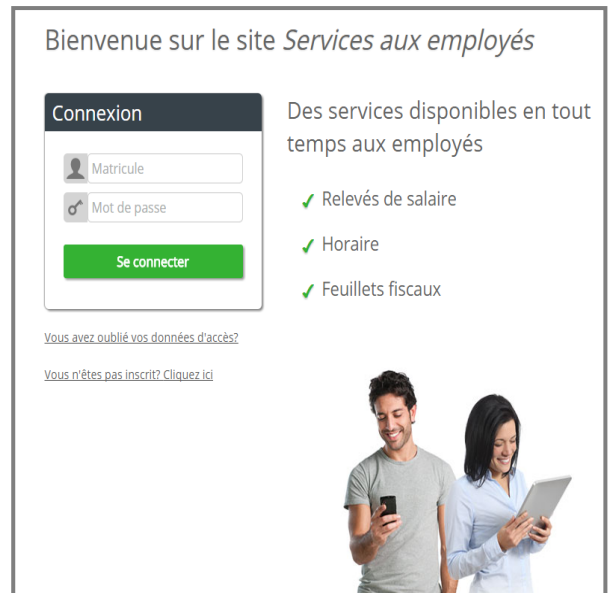 Bienvenue sur le site Services aux employés
Connexion
Matricule
Mot de passe
Se connecter
Vous avez oublié vos données d'accès?
Vous n'êtes pas inscrit? Cliquez ici
Des services disponibles en tout
temps aux employés
Relevés de salaire
Horaire
Feuillets fiscaux